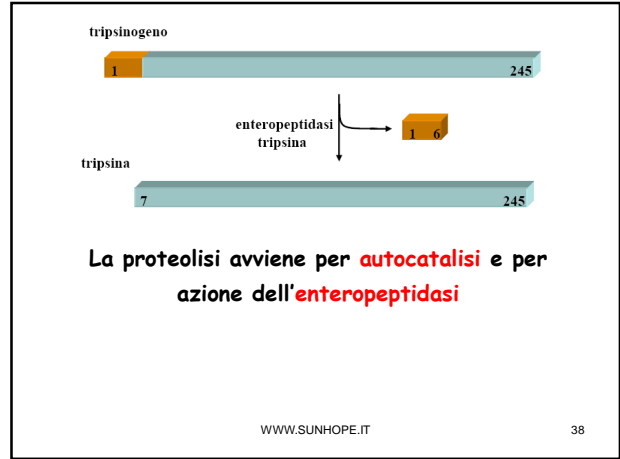 tripsinogeno
1 245
enteropeptidasi
tripsina
1 6
tripsina
7 245
La proteolisi avviene per autocatalisi e per
azione dell'enteropeptidasi
WWW.SUNHOPE.IT 38